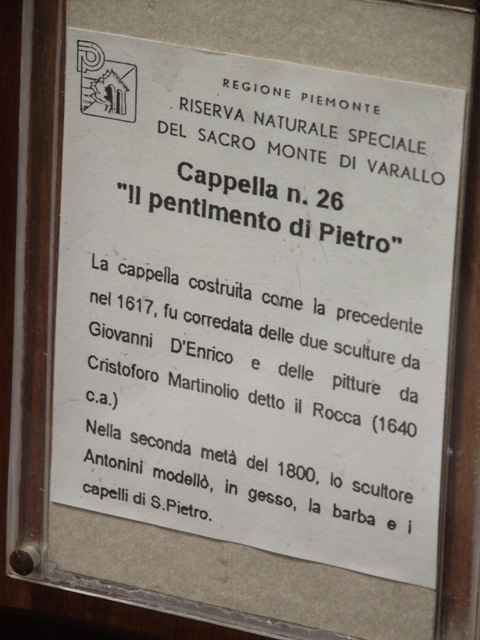 REGIONE PIEMONTE
RISERVA NATURALE SPECIALE
DEL SACRO MONTE DI VARALLO
Cappella n. 26
"Il pentimento di Pietro"
La cappella costruita come la precedente
nel 1617, fu corredata delle due sculture da
Giovanni D'Enrico e delle pitture da
Cristoforo Martinolio detto il Rocca (1640
c.a.)
Nella seconda metà del 1800, lo scultore
Antonini modellò, in gesso, la barba e i
capelli di S.Pietro.